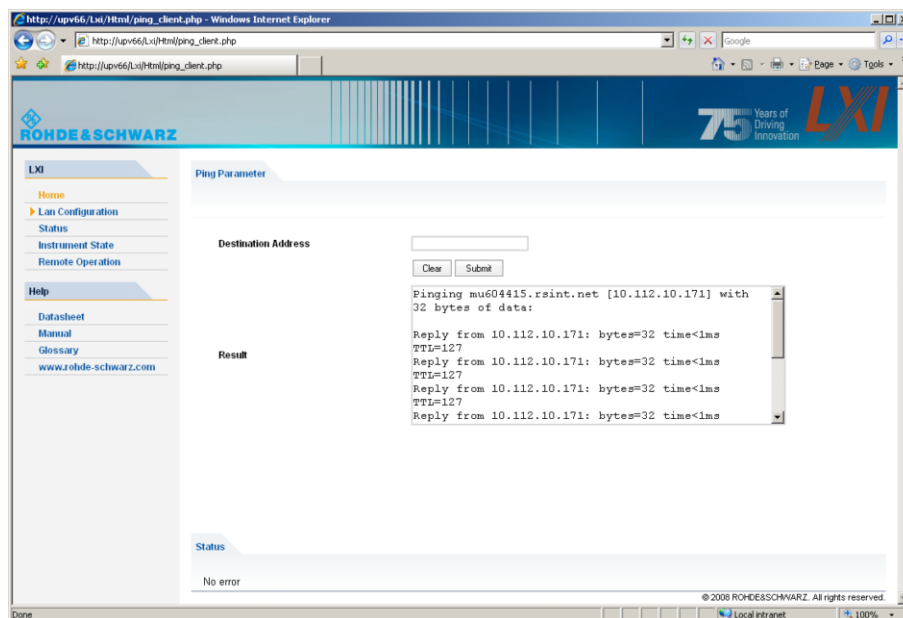 http://upv66/Lxi/Html/ping_client.php - Windows Internet Explorer
http://upv66/Lxi/Html/ping_client.php
Google
http://upv66/Lxi/Html/ping_client.php
Page
Tools
ROHDE&SCHWARZ
75 Years of
Driving
Innovation
LXI
LXI
Home
Lan Configuration
Status
Instrument State
Remote Operation
Help
Datasheet
Manual
Glossary
www.rohde-schwarz.com
Ping Parameter
Destination Address
Clear
Submit
Result
Pinging mu604415.rsint.net [10.112.10.171] with
32 bytes of data:
Reply from 10.112.10.171: bytes=32 time<1ms
TTL=127
Reply from 10.112.10.171: bytes=32 time<1ms
TTL=127
Reply from 10.112.10.171: bytes=32 time<1ms
TTL=127
Reply from 10.112.10.171: bytes=32 time<1ms
Status
No error
© 2008 ROHDE&SCHWARZ. All rights reserved.
Done
Local intranet
100%